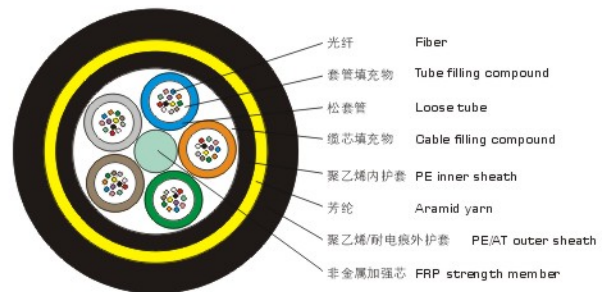 光纤 Fiber
套管填充物 Tube filling compound
松套管 Loose tube
缆芯填充物 Cable filling compound
聚乙烯内护套 PE inner sheath
芳纶 Aramid yarn
聚乙烯/耐电痕外护套 PE/AT outer sheath
非金属加强芯 FRP strength member